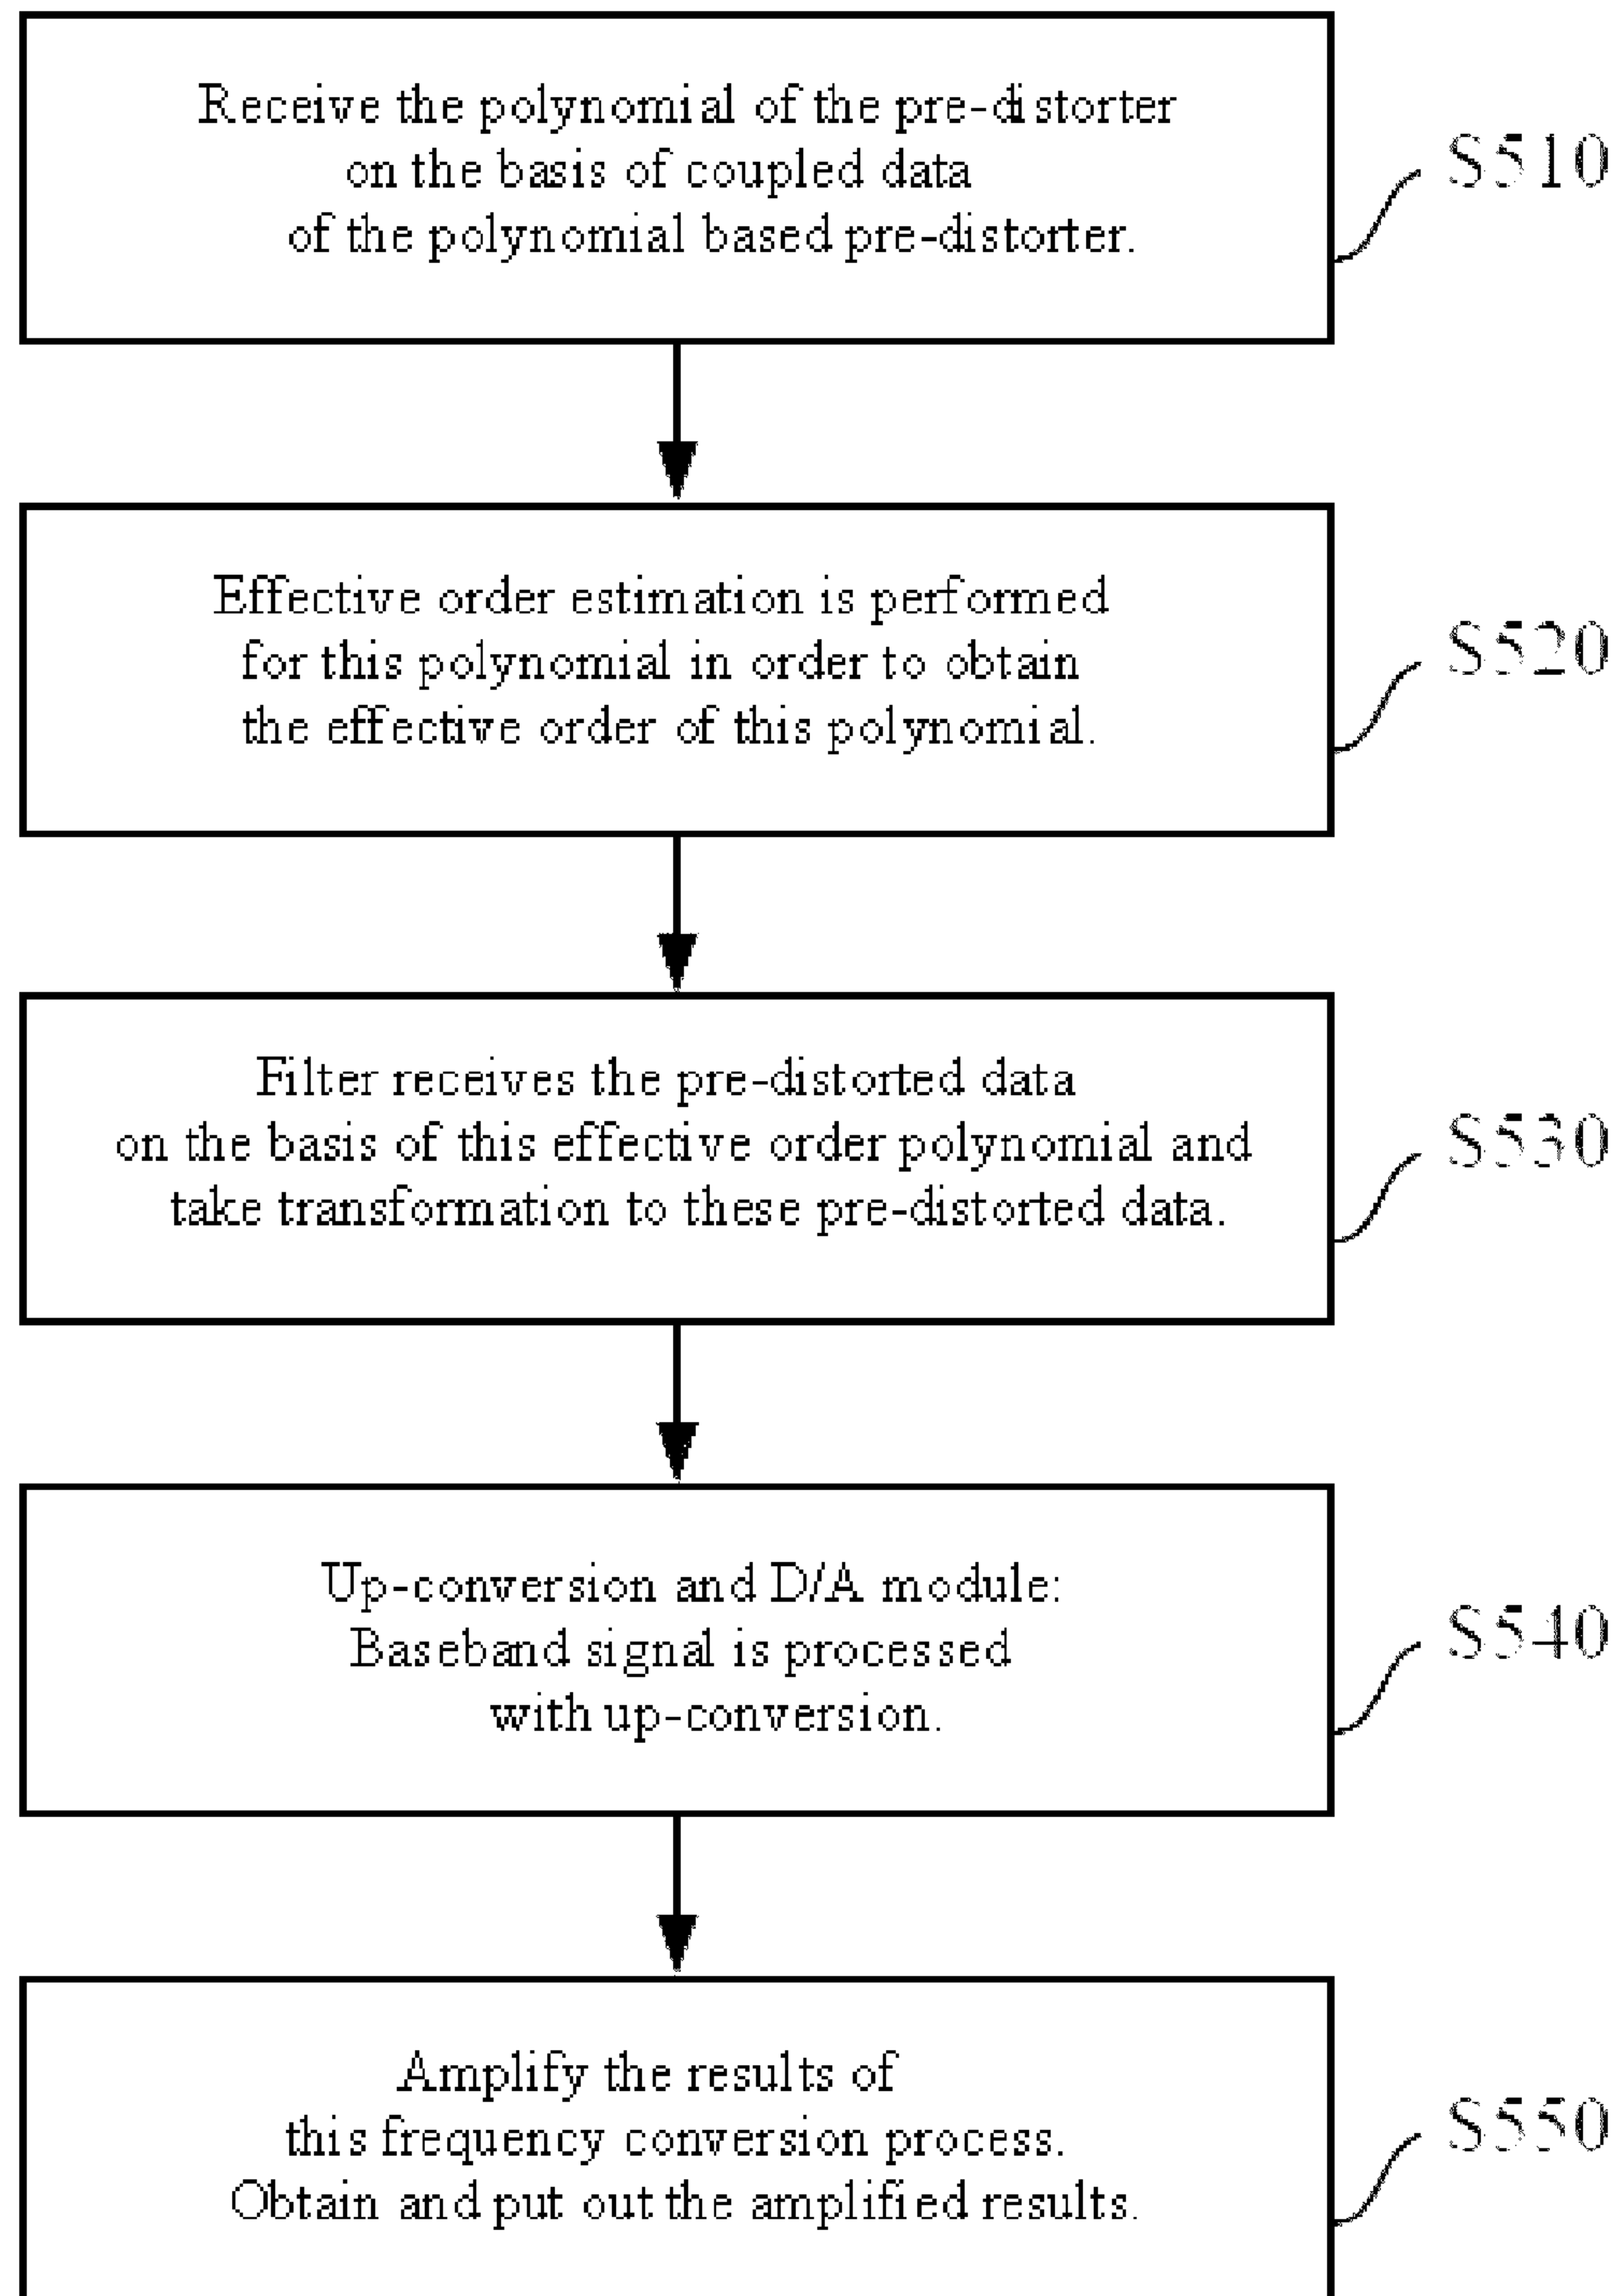 Receive the polynomial of the pre-distorter
on the basis of coupled data
of the polynomial based pre-distorter.
S510
Effective order estimation is performed
for this polynomial in order to obtain
the effective order of this polynomial.
S520
Filter receives the pre-distorted data
on the basis of this effective order polynomial and
take transformation to these pre-distorted data.
S530
Up-conversion and D/A module:
Baseband signal is processed
with up-conversion.
S540
Amplify the results of
this frequency conversion process.
Obtain and put out the amplified results.
S550